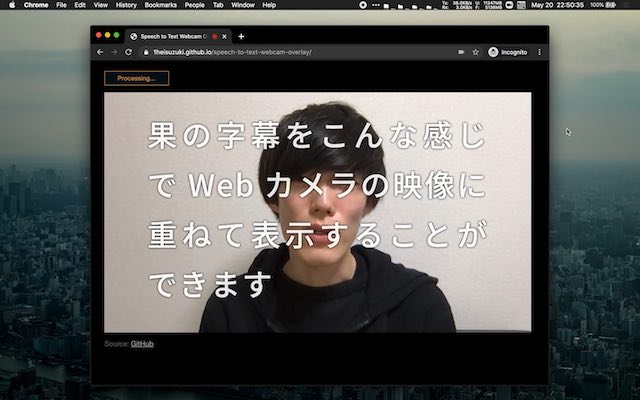 Chrome File Edit View History Bookmarks People Tab Window Help
May 20 22:50:35 100%
Speech to Text Webcam O
1heisuzuki.github.io/speech-to-text-webcam-overlay/
Incognito
Processing...
果の字幕をこんな感じ
で Web カメラの映像に
重ねて表示することが
できます
Source: GitHub